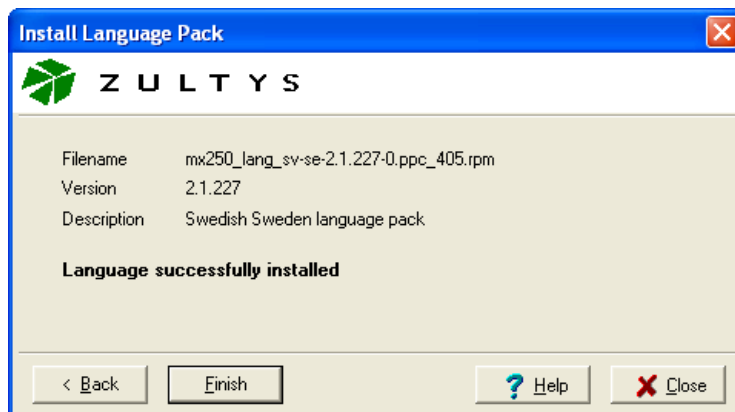 Install Language Pack
ZULTYS
Filename mx250_lang_sv-se-2.1.227-0.ppc_405.rpm
Version 2.1.227
Description Swedish Sweden language pack
Language successfully installed
< Back Finish ? Help Close